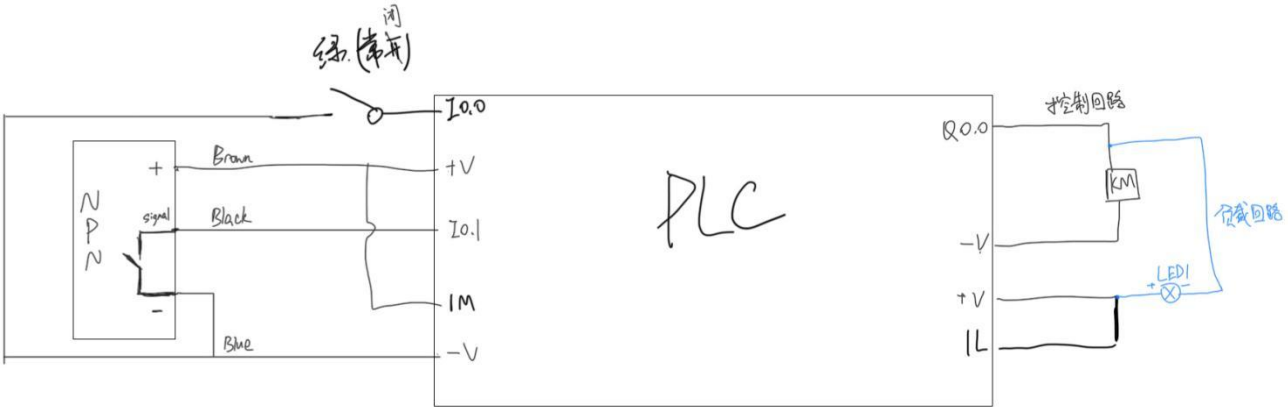 闭
绿.(常开)
I0.0
Q0.0
控制回路
+
Brown
+V
KM
NPN
signal
Black
I0.1
PLC
-V
负载回路
LED1
+ -
+V
1M
-
1L
Blue
-V